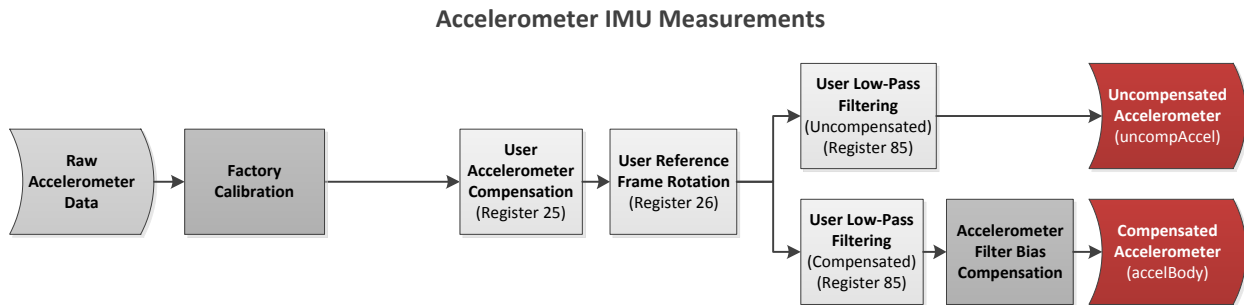 Accelerometer IMU Measurements
Raw
Accelerometer
Data
Factory
Calibration
User
Accelerometer
Compensation
(Register 25)
User Reference
Frame Rotation
(Register 26)
User Low-Pass
Filtering
(Uncompensated)
(Register 85)
Uncompensated
Accelerometer
(uncompAccel)
User Low-Pass
Filtering
(Compensated)
(Register 85)
Accelerometer
Filter Bias
Compensation
Compensated
Accelerometer
(accelBody)